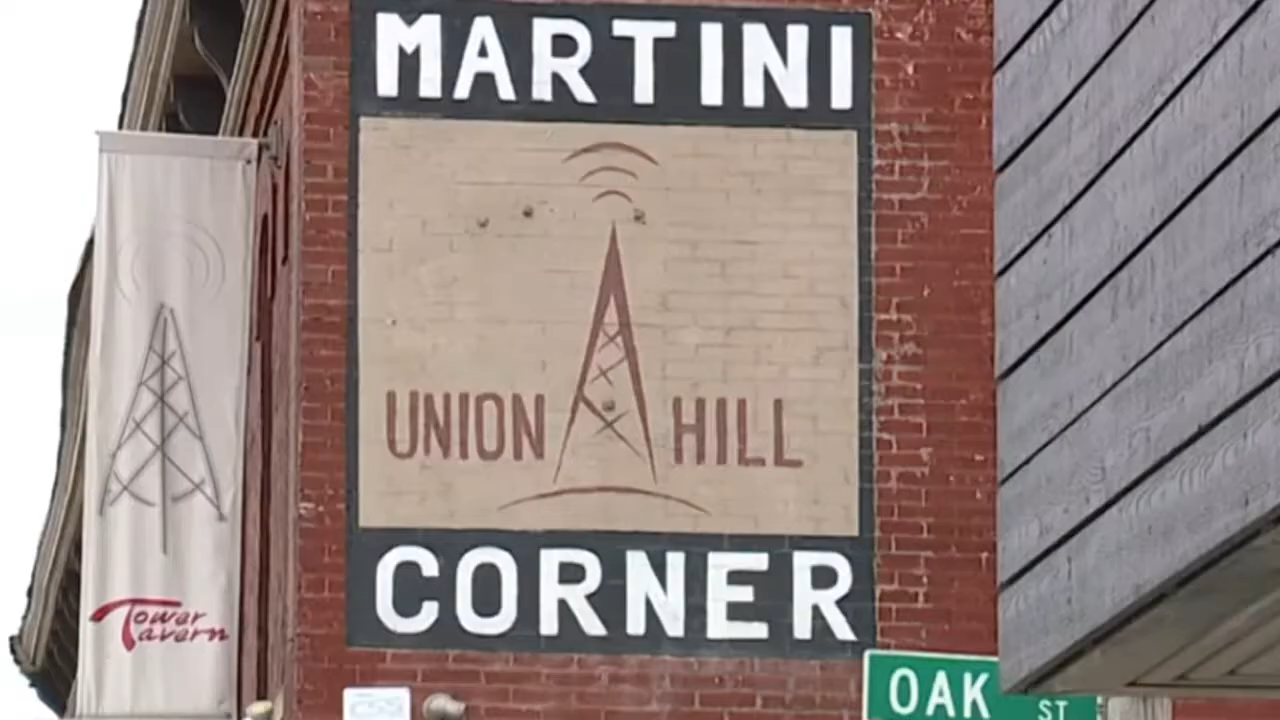 MARTINI
UNION HILL
CORNER
Tower
Tavern
OAK ST